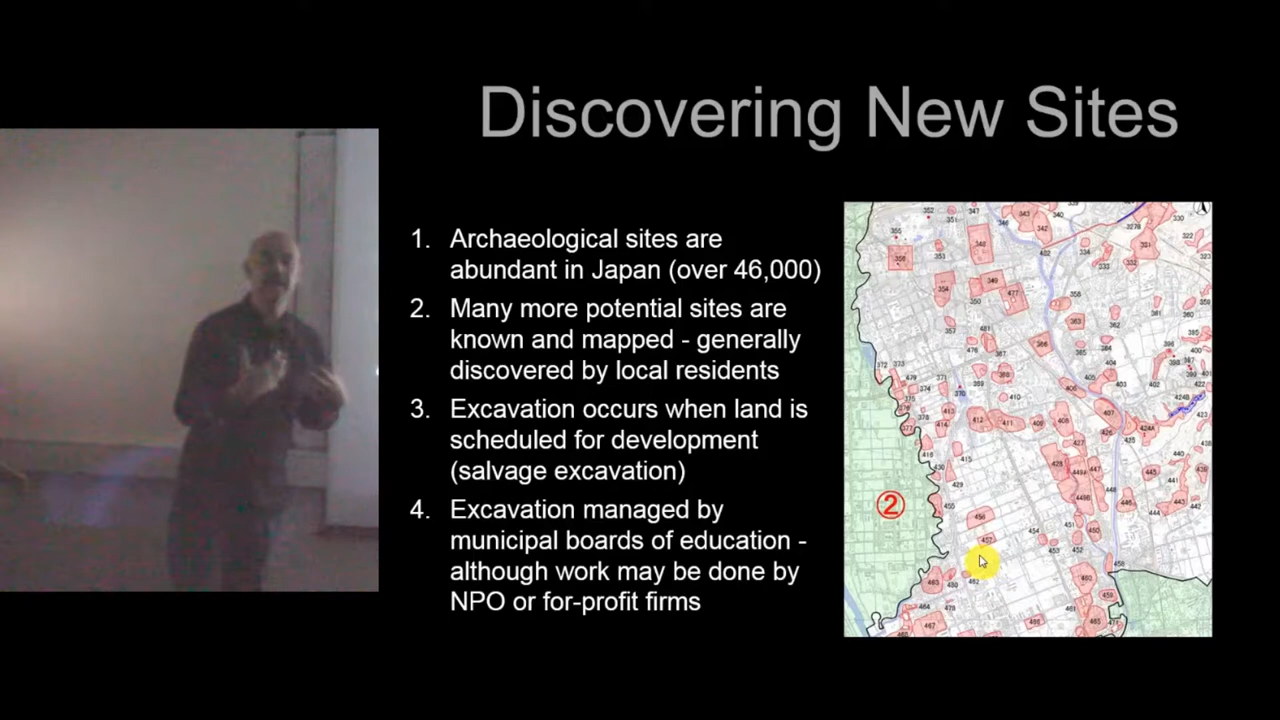 Discovering New Sites
1. Archaeological sites are
abundant in Japan (over 46,000)
2. Many more potential sites are
known and mapped - generally
discovered by local residents
3. Excavation occurs when land is
scheduled for development
(salvage excavation)
4. Excavation managed by
municipal boards of education -
although work may be done by
NPO or for-profit firms
②